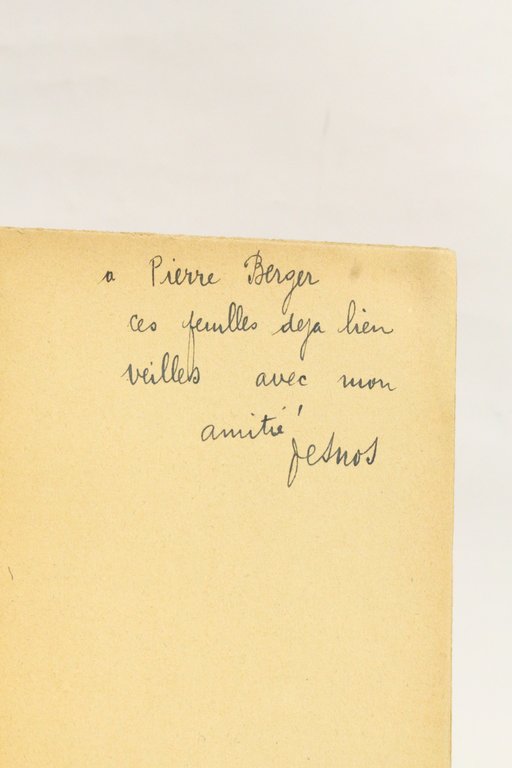 a Pierre Berger
ces feuilles deja bien
veilles avec mon
amitié
Desnos